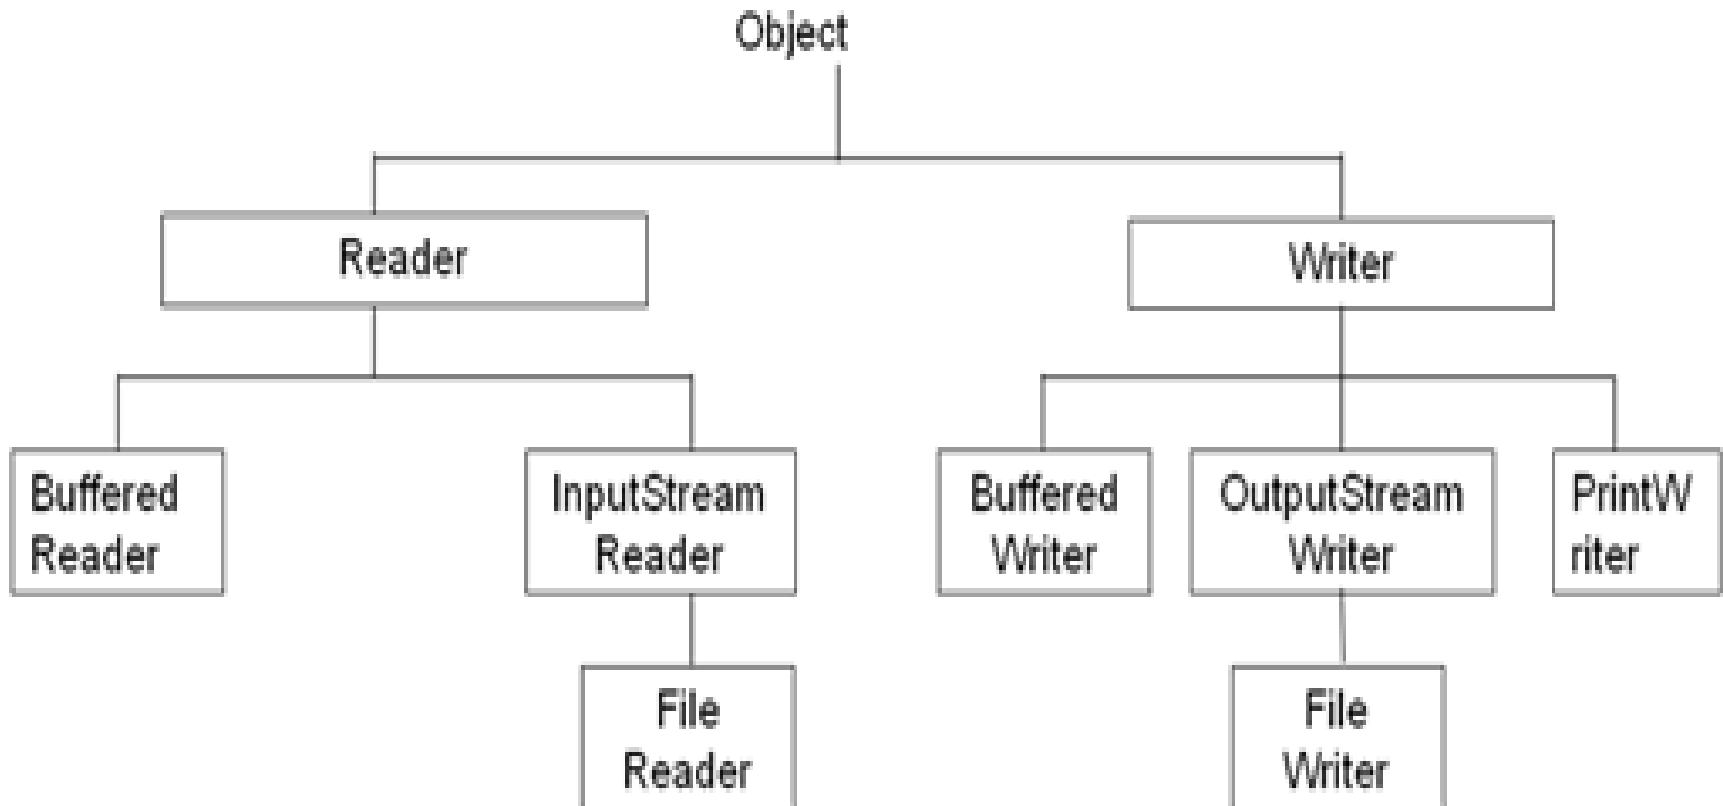 Object
Reader
Writer
Buffered
Reader
InputStream
Reader
Buffered
Writer
OutputStream
Writer
PrintW
riter
File
Reader
File
Writer